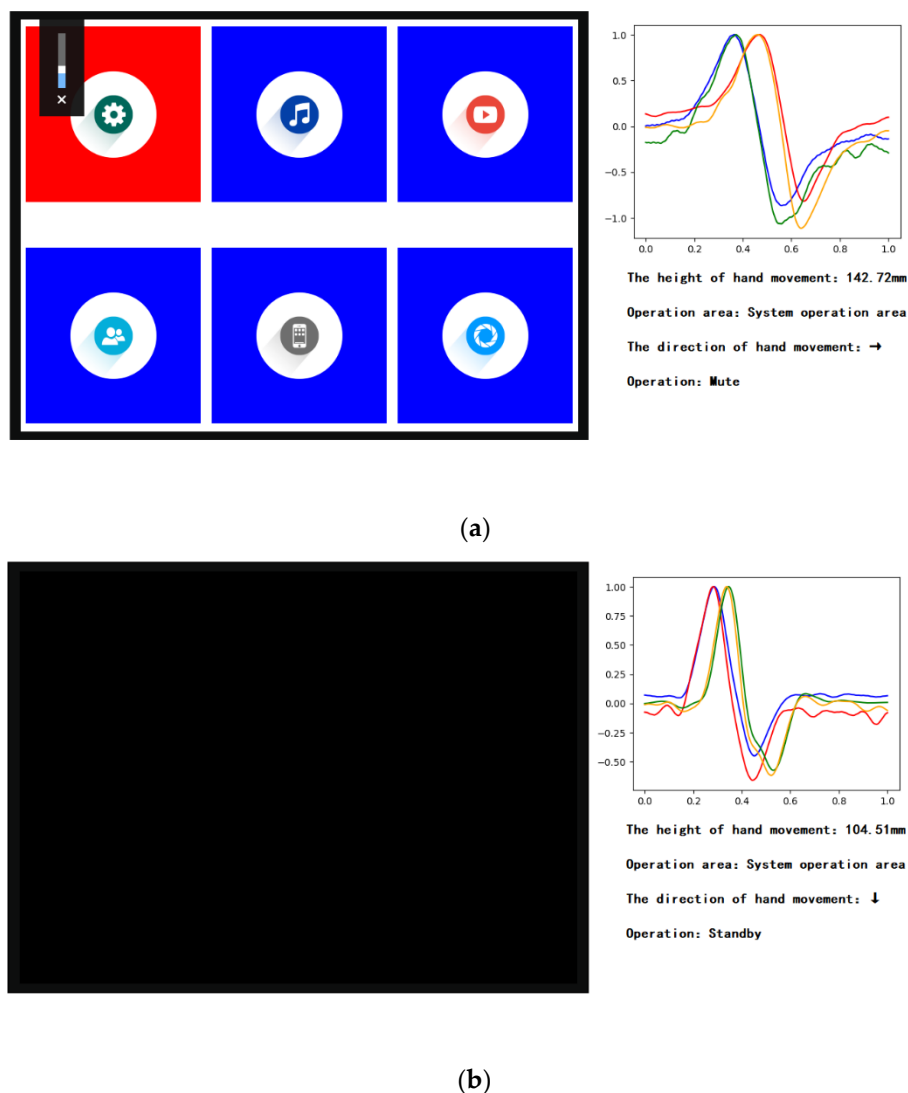 1.0
0.5
0.0
−0.5
−1.0
0.0 0.2 0.4 0.6 0.8 1.0
The height of hand movement: 142.72mm
Operation area: System operation area
The direction of hand movement: →
Operation: Mute
(a)
1.00
0.75
0.50
0.25
0.00
−0.25
−0.50
0.0 0.2 0.4 0.6 0.8 1.0
The height of hand movement: 104.51mm
Operation area: System operation area
The direction of hand movement: ↓
Operation: Standby
(b)